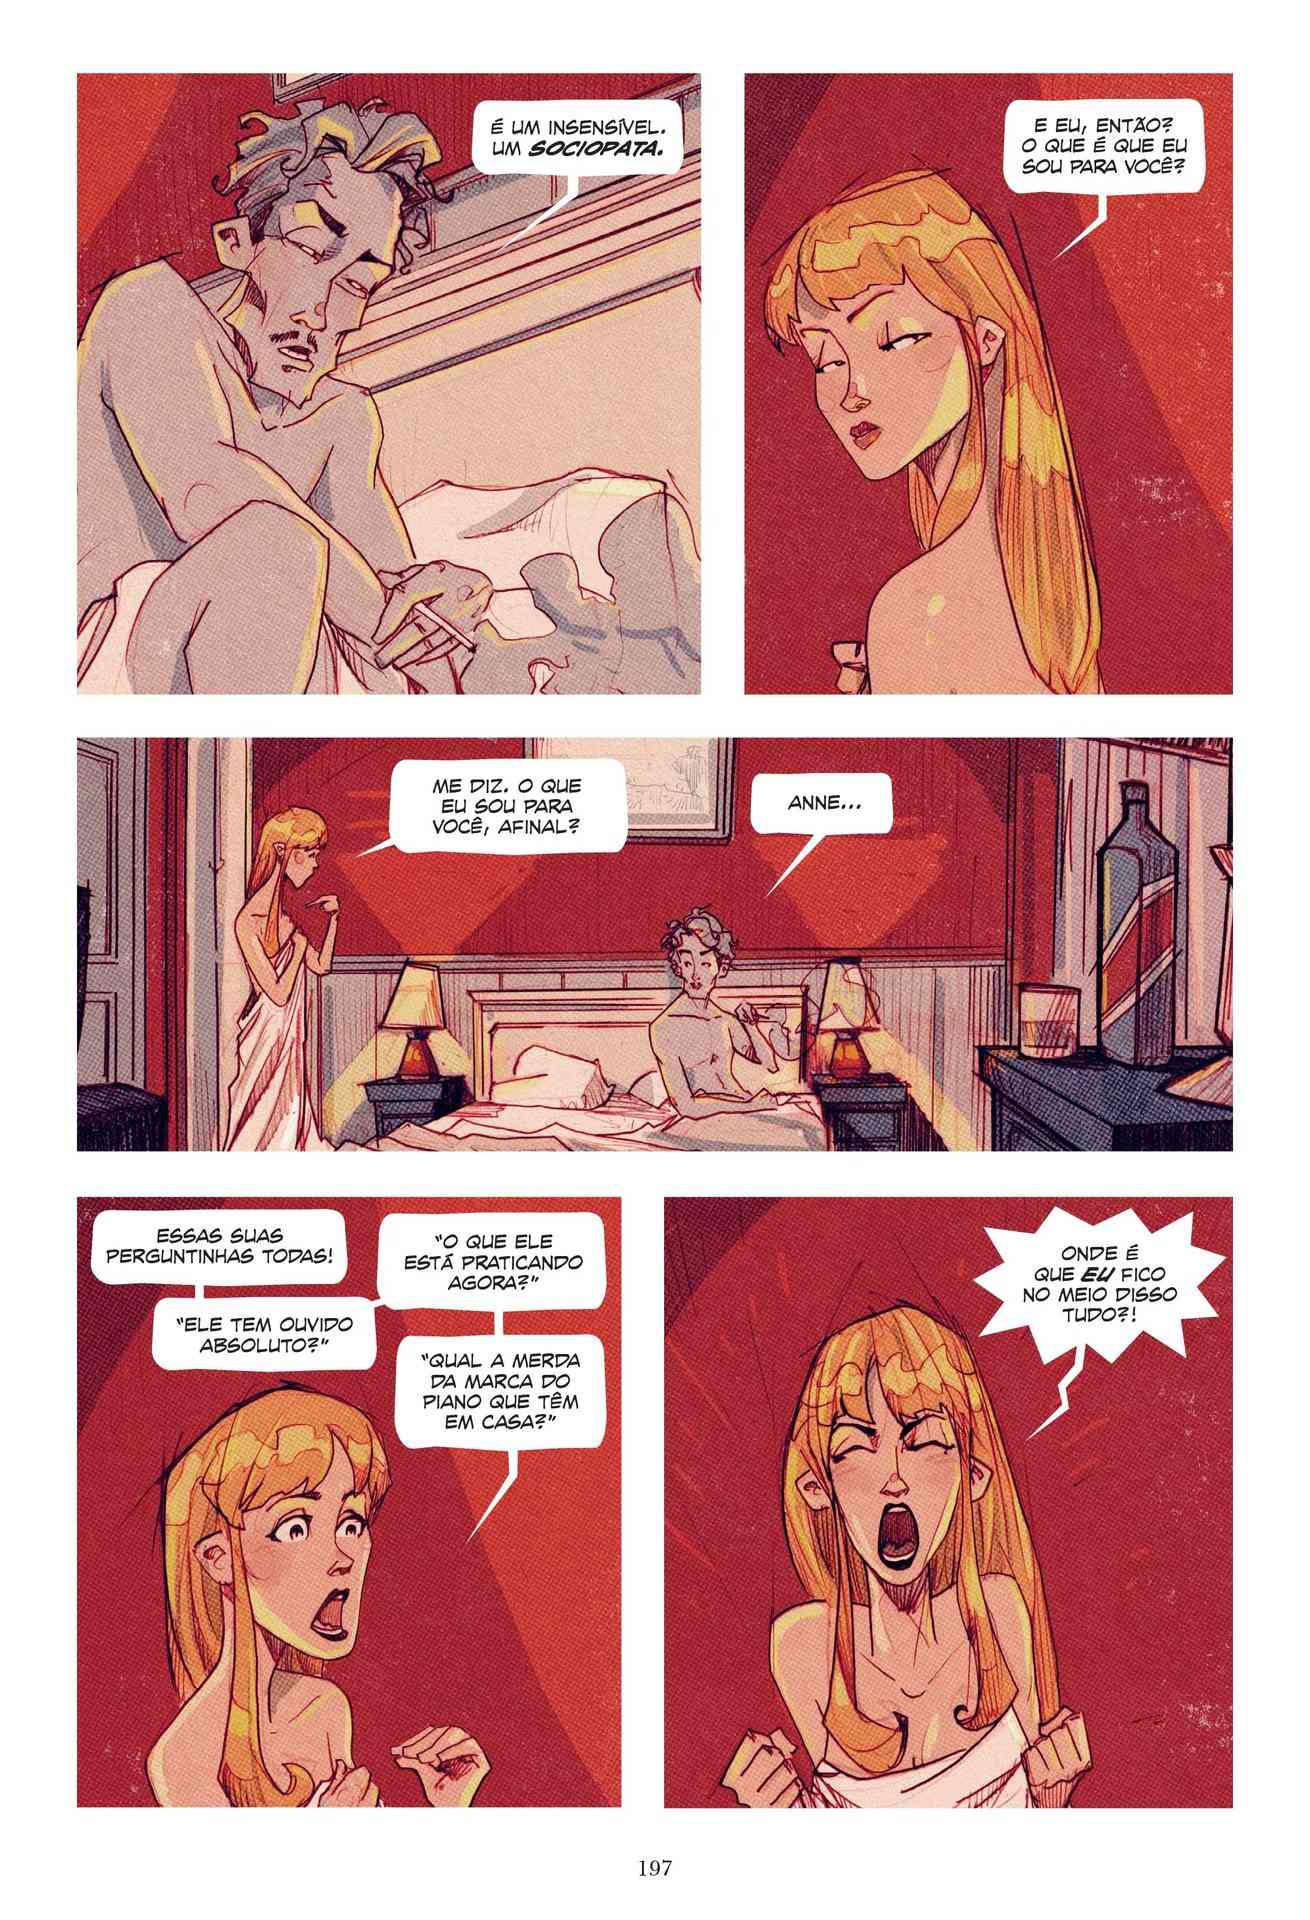 É UM INSENSÍVEL.
UM SOCIOPATA.
E EU, ENTÃO?
O QUE É QUE EU
SOU PARA VOCÊ?
ME DIZ. O QUE
EU SOU PARA
VOCÊ, AFINAL?
ANNE...
ESSAS SUAS
PERGUNTINHAS TODAS!
"ELE TEM OUVIDO
ABSOLUTO?"
"O QUE ELE
ESTÁ PRATICANDO
AGORA?"
"QUAL A MERDA
DA MARCA DO
PIANO QUE TÊM
EM CASA?"
ONDE É
QUE EU FICO
NO MEIO DISSO
TUDO?!
197